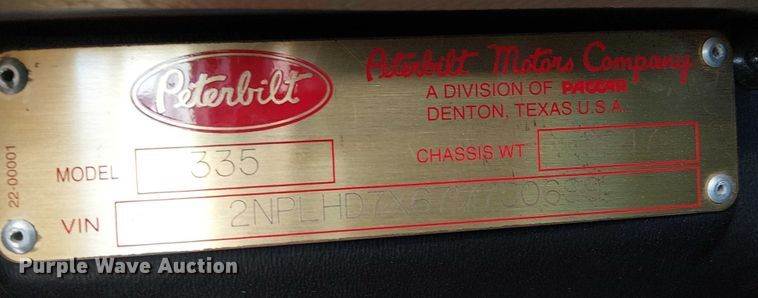 Peterbilt
Peterbilt Motors Company
A DIVISION OF PACCAR
DENTON, TEXAS U.S.A.
MODEL 335
CHASSIS WT
VIN
22-00001
Purple Wave Auction